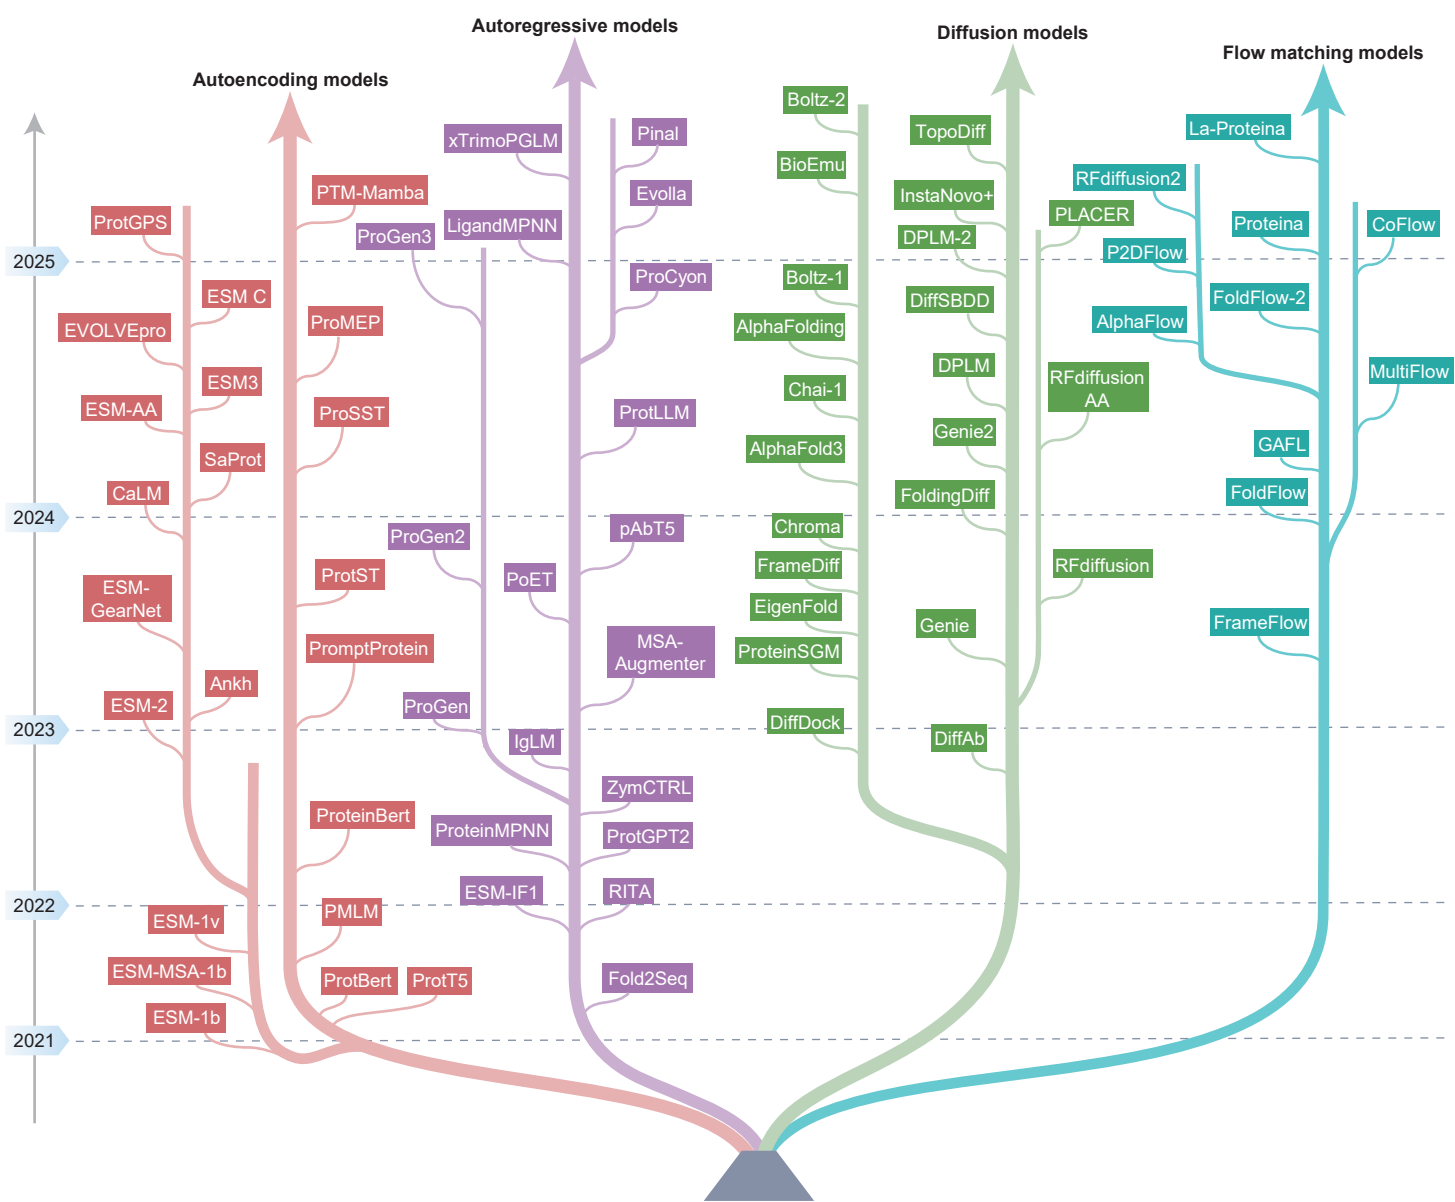 Autoregressive models
Diffusion models
Flow matching models
Autoencoding models
2025
2024
2023
2022
2021
ProtGPS
PTM-Mamba
ESM C
EVOLVEpro
ProMEP
ESM3
ESM-AA
ProSST
SaProt
CaLM
ProtST
ESM-
GearNet
PromptProtein
Ankh
ESM-2
ProteinBert
ESM-1v
PMLM
ESM-MSA-1b
ProtBert
ProtT5
ESM-1b
xTrimoPGLM
Pinal
Evolla
ProGen3
LigandMPNN
ProCyon
ProtLLM
pAbT5
ProGen2
PoET
MSA-
Augmenter
ProGen
IgLM
ZymCTRL
ProteinMPNN
ProtGPT2
ESM-IF1
RITA
Fold2Seq
Boltz-2
TopoDiff
BioEmu
InstaNovo+
PLACER
DPLM-2
Boltz-1
DiffSBDD
AlphaFolding
DPLM
RFdiffusion
AA
Chai-1
Genie2
AlphaFold3
FoldingDiff
Chroma
FrameDiff
RFdiffusion
EigenFold
Genie
ProteinSGM
DiffDock
DiffAb
La-Proteina
RFdiffusion2
Proteina
CoFlow
P2DFlow
FoldFlow-2
AlphaFlow
MultiFlow
GAFL
FoldFlow
FrameFlow